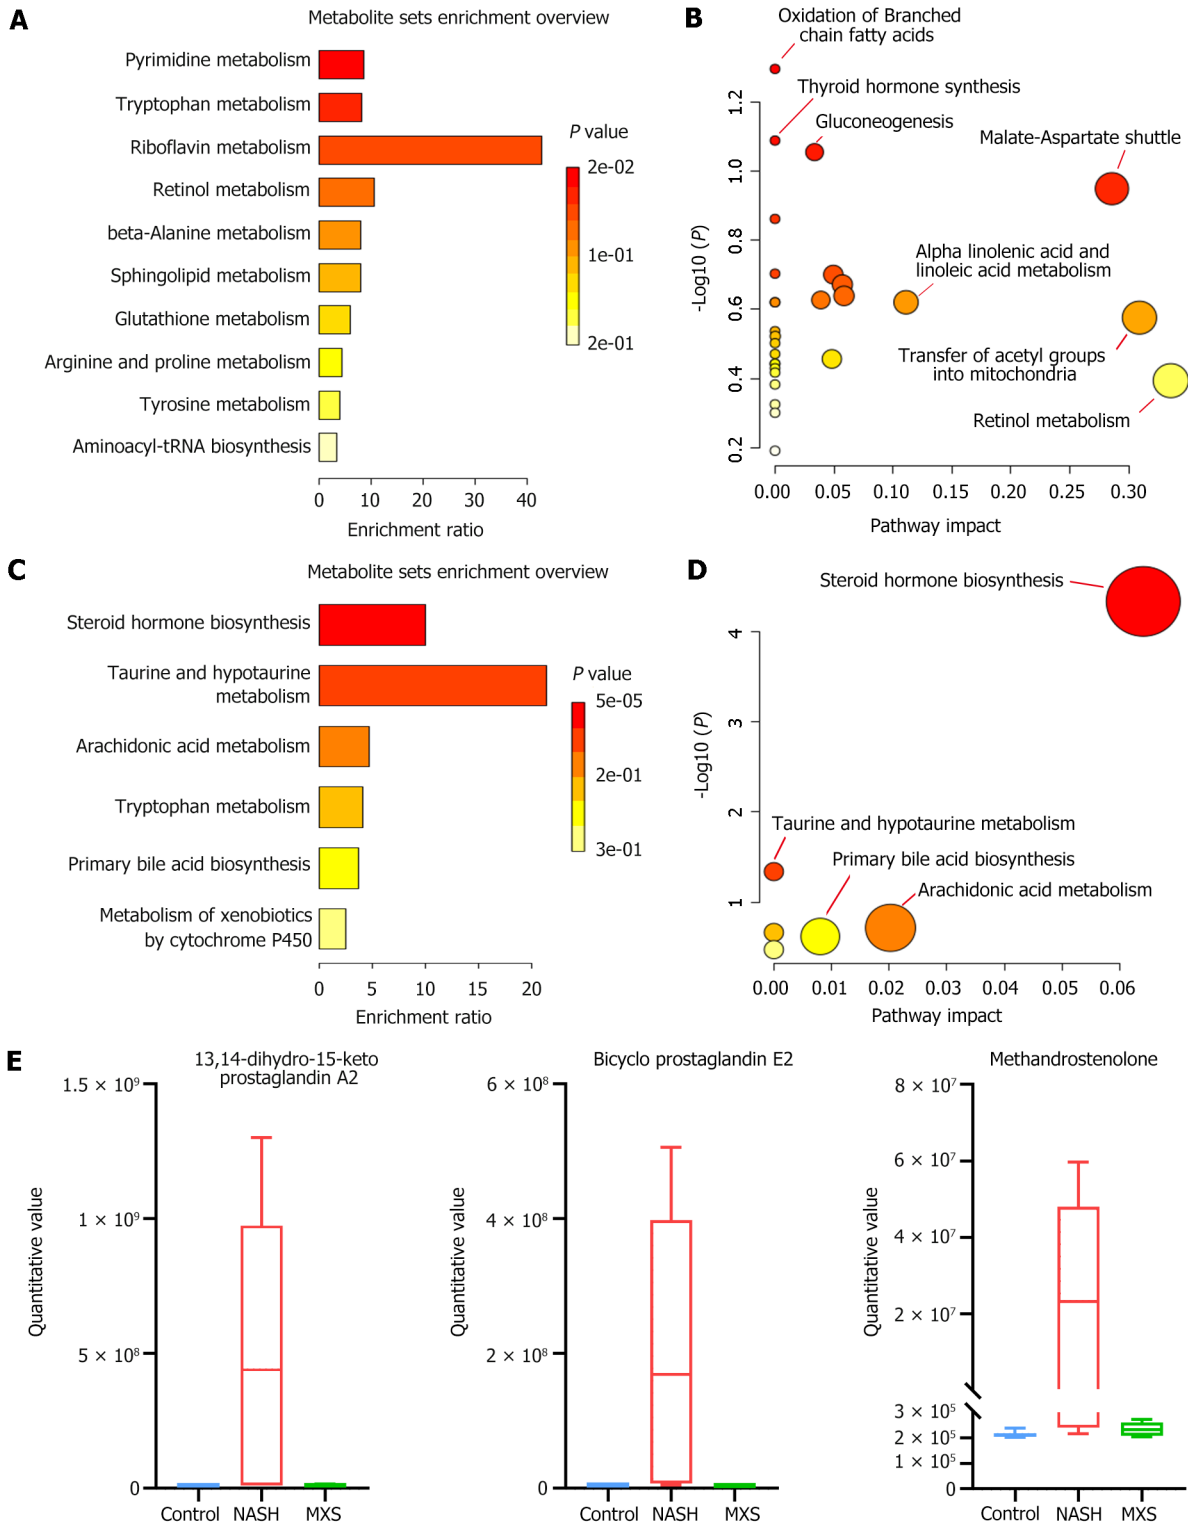 A
Metabolite sets enrichment overview
Pyrimidine metabolism
Tryptophan metabolism
Riboflavin metabolism
Retinol metabolism
beta-Alanine metabolism
Sphingolipid metabolism
Glutathione metabolism
Arginine and proline metabolism
Tyrosine metabolism
Aminoacyl-tRNA biosynthesis
0 10 20 30 40
Enrichment ratio
P value
2e-02
1e-01
2e-01
B
Oxidation of Branched
chain fatty acids
Thyroid hormone synthesis
Gluconeogenesis
Malate-Aspartate shuttle
Alpha linolenic acid and
linoleic acid metabolism
Transfer of acetyl groups
into mitochondria
Retinol metabolism
-Log10 (P)
1.2
1.0
0.8
0.6
0.4
0.2
0.00 0.05 0.10 0.15 0.20 0.25 0.30
Pathway impact
C
Metabolite sets enrichment overview
Steroid hormone biosynthesis
Taurine and hypotaurine
metabolism
Arachidonic acid metabolism
Tryptophan metabolism
Primary bile acid biosynthesis
Metabolism of xenobiotics
by cytochrome P450
0 5 10 15 20
Enrichment ratio
P value
5e-05
2e-01
3e-01
D
Steroid hormone biosynthesis
Taurine and hypotaurine metabolism
Primary bile acid biosynthesis
Arachidonic acid metabolism
-Log10 (P)
4
3
2
1
0.00 0.01 0.02 0.03 0.04 0.05 0.06
Pathway impact
E
13,14-dihydro-15-keto
prostaglandin A2
Quantitative value
1.5 × 10⁹
1 × 10⁹
5 × 10⁸
0
Control NASH MXS
Bicyclo prostaglandin E2
Quantitative value
6 × 10⁸
4 × 10⁸
2 × 10⁸
0
Control NASH MXS
Methandrostenolone
Quantitative value
8 × 10⁷
6 × 10⁷
4 × 10⁷
2 × 10⁷
3 × 10⁵
2 × 10⁵
1 × 10⁵
0
Control NASH MXS